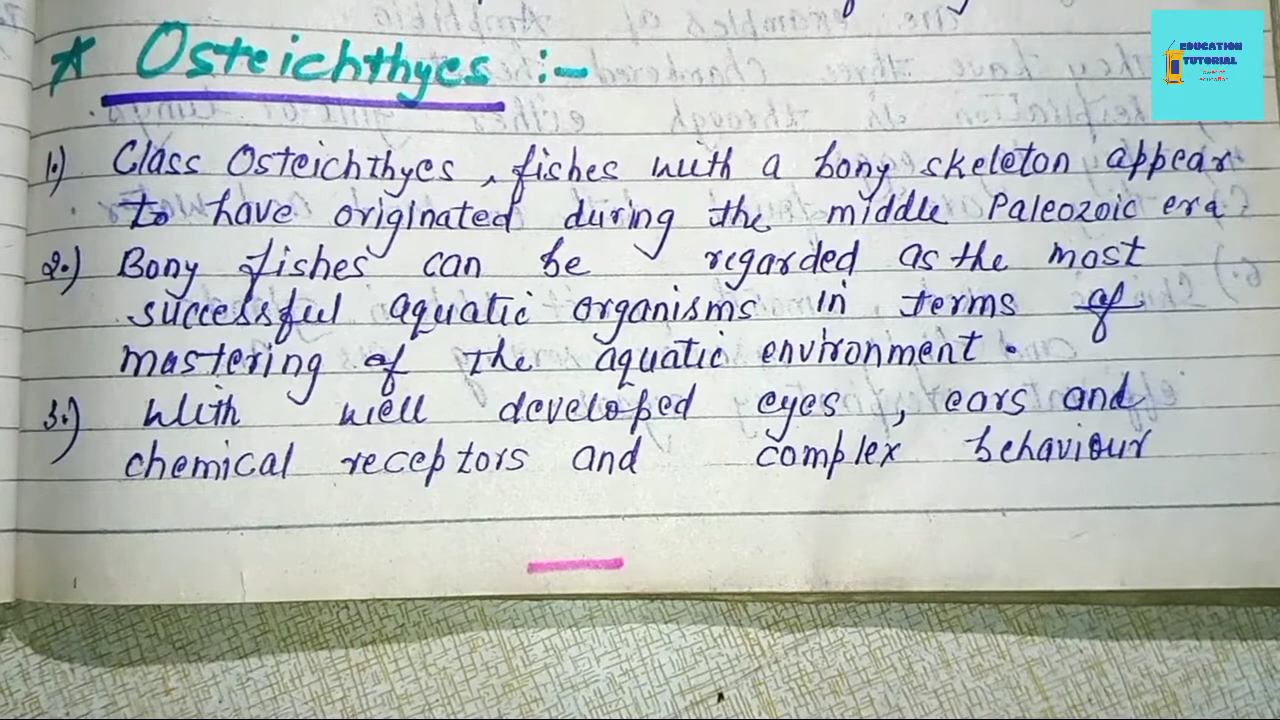 * Osteichthyes :-
1.) Class Osteichthyes, fishes with a bony skeleton appear
to have originated during the middle Paleozoic era
2.) Bony fishes can be regarded as the most
successful aquatic organisms in terms of
mastering of the aquatic environment.
3.) With well developed eyes, ears and
chemical receptors and complex behaviour
EDUCATION
TUTORIAL